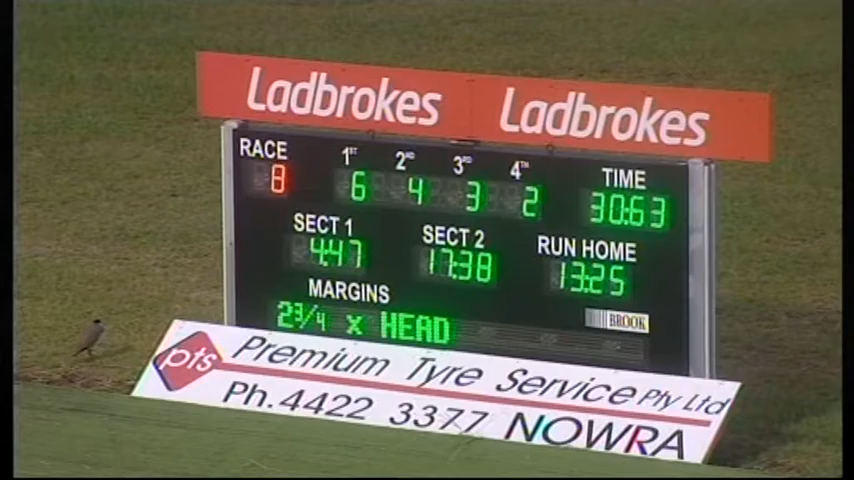 Ladbrokes Ladbrokes
RACE 1ST 2ND 3RD 4TH TIME
8 6 4 3 2 30:63
SECT 1 SECT 2 RUN HOME
4:47 17:38 13:25
MARGINS
2¾ x HEAD
BROOK
pts Premium Tyre Service Pty Ltd
Ph. 4422 3377 NOWRA